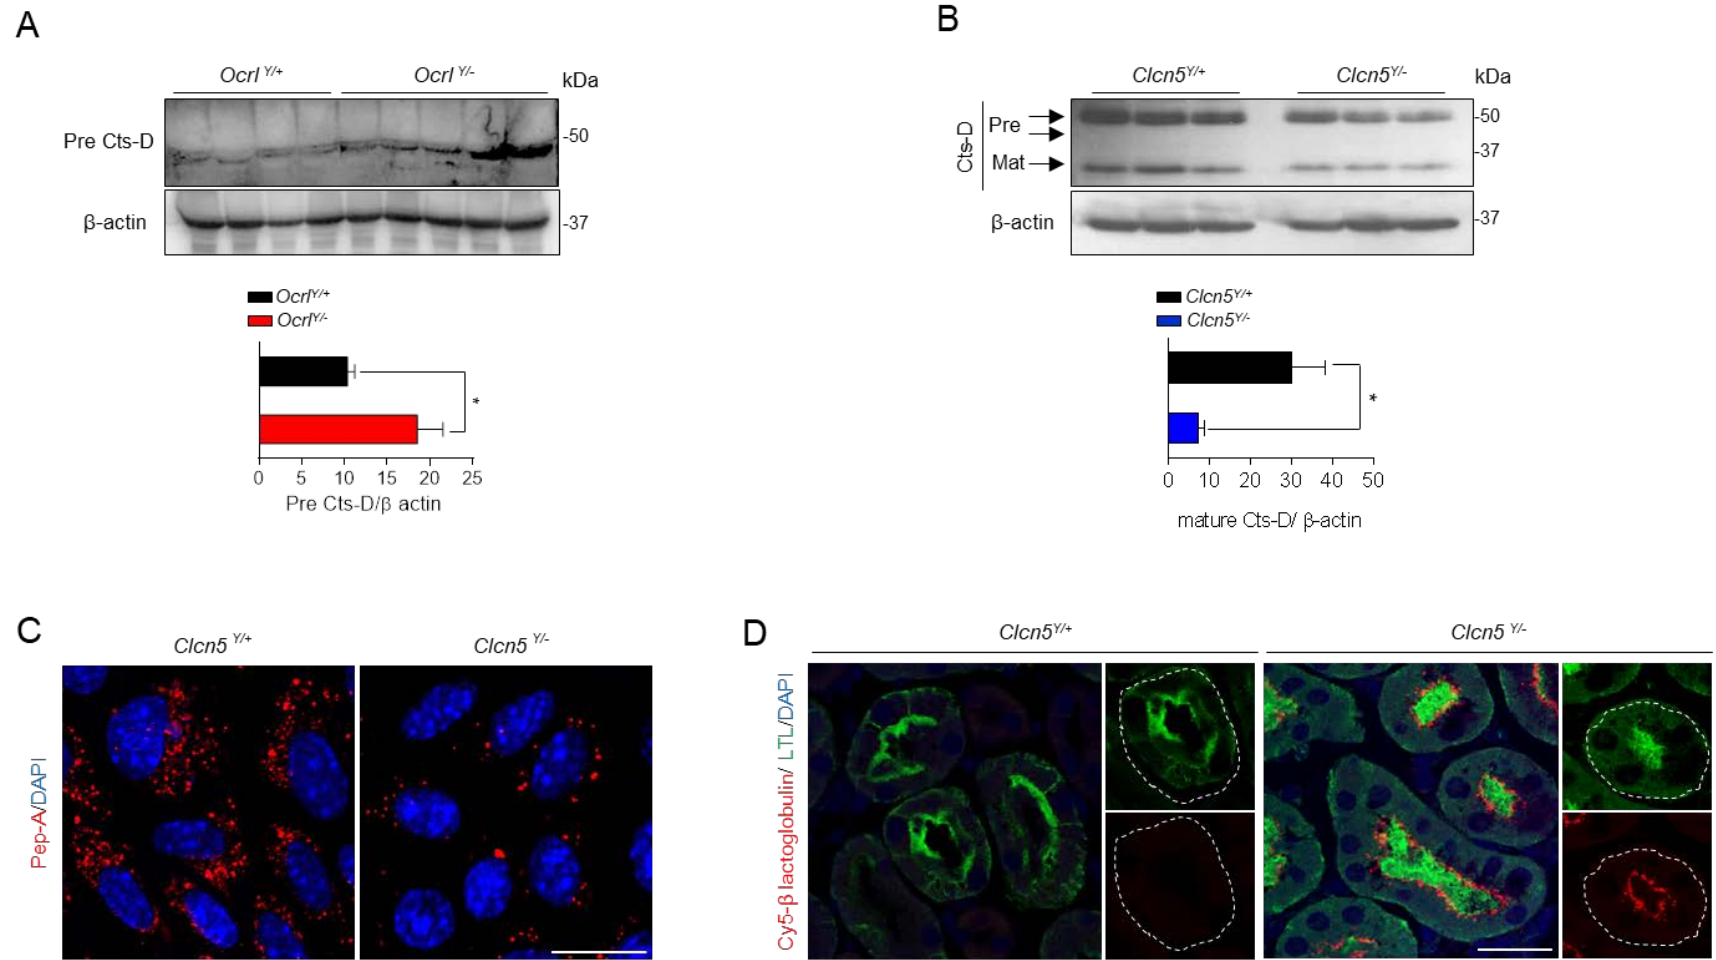 A
Ocrl Y/+
Ocrl Y/-
kDa
Pre Cts-D
-50
β-actin
-37
Ocrl Y/+
Ocrl Y/-
*
0 5 10 15 20 25
Pre Cts-D/β actin
B
Clcn5 Y/+
Clcn5 Y/-
kDa
Cts-D
Pre
Mat
-50
-37
β-actin
-37
Clcn5 Y/+
Clcn5 Y/-
*
0 10 20 30 40 50
mature Cts-D/ β-actin
C
Clcn5 Y/+
Clcn5 Y/-
Pep-A/DAPI
D
Clcn5 Y/+
Clcn5 Y/-
Cy5-β lactoglobulin/ LTL/DAPI